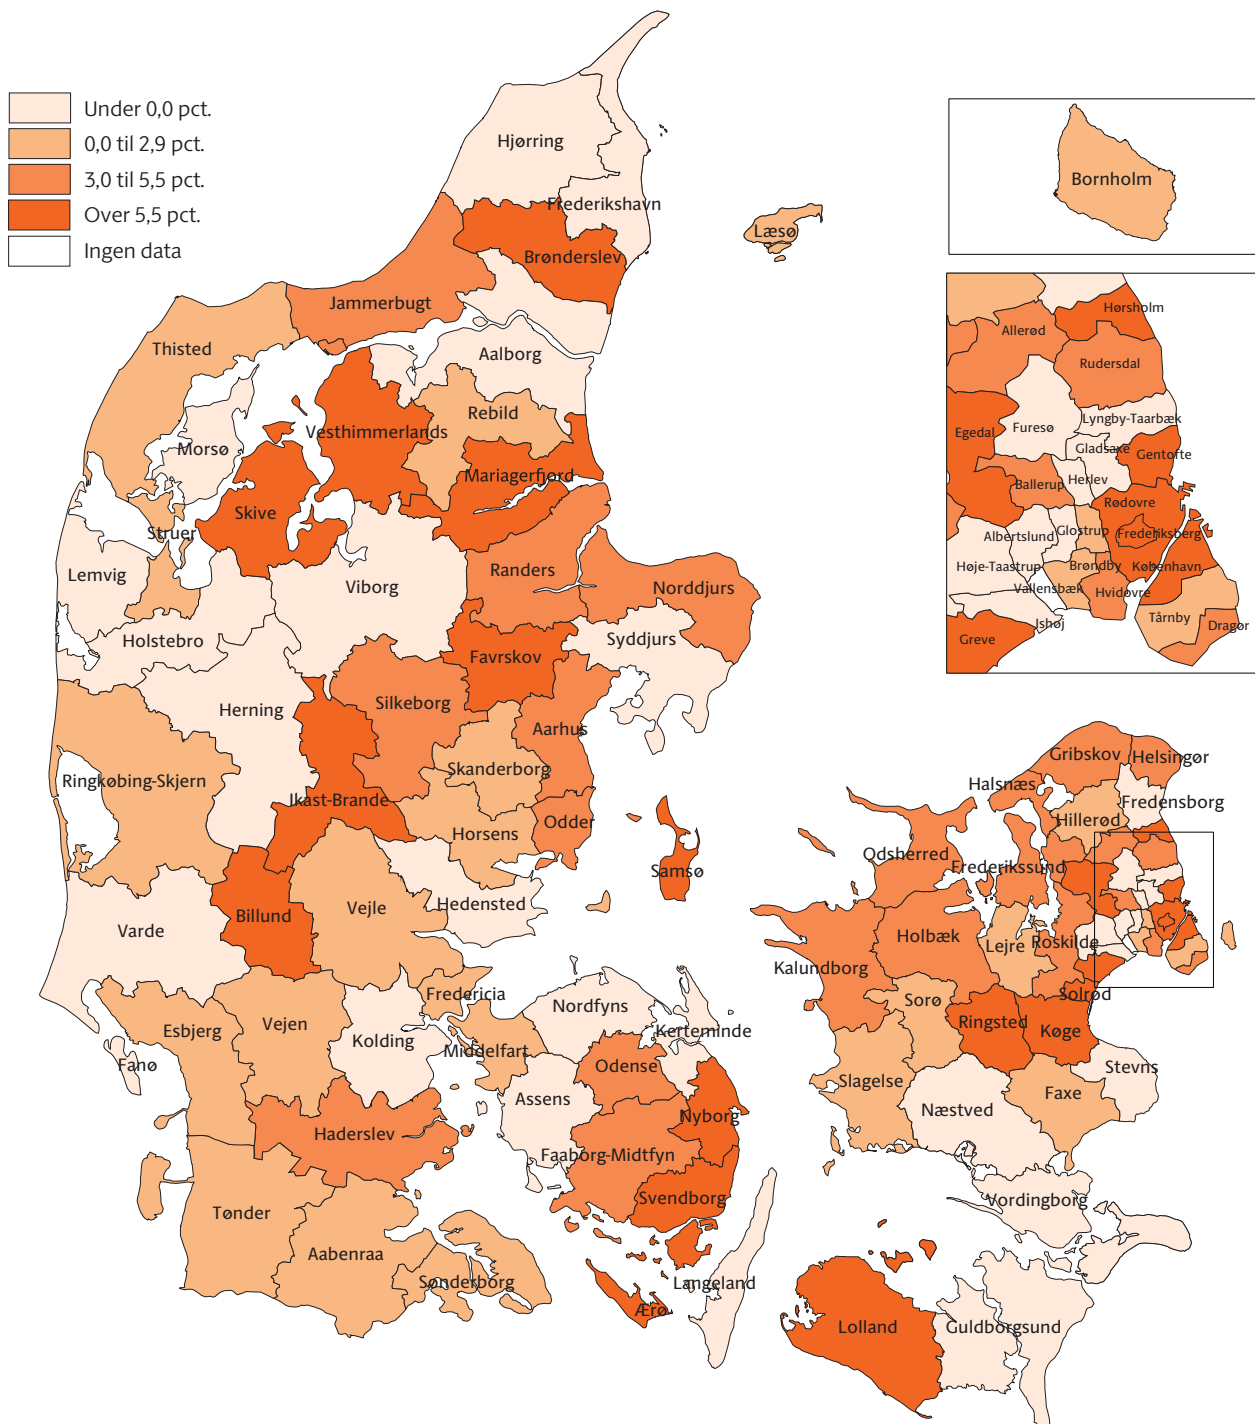 Under 0,0 pct.
0,0 til 2,9 pct.
3,0 til 5,5 pct.
Over 5,5 pct.
Ingen data
Hjørring
Frederikshavn
Brønderslev
Læsø
Jammerbugt
Thisted
Aalborg
Rebild
Vesthimmerlands
Morsø
Mariagerfjord
Skive
Struer
Lemvig
Viborg
Randers
Norddjurs
Holstebro
Syddjurs
Favrskov
Herning
Silkeborg
Aarhus
Skanderborg
Ringkøbing-Skjern
Ikast-Brande
Horsens
Odder
Samsø
Hedensted
Billund
Vejle
Varde
Fredericia
Nordfyns
Esbjerg
Vejen
Kolding
Middelfart
Kerteminde
Fanø
Odense
Assens
Nyborg
Haderslev
Faaborg-Midtfyn
Svendborg
Tønder
Aabenraa
Sønderborg
Langeland
Ærø
Bornholm
Hørsholm
Allerød
Rudersdal
Lyngby-Taarbæk
Furesø
Egedal
Gladsaxe
Gentofte
Ballerup
Herlev
Rødovre
Albertslund
Glostrup
Frederiksberg
Høje-Taastrup
Brøndby
København
Vallensbæk
Hvidovre
Ishøj
Tårnby
Dragør
Greve
Gribskov
Helsingør
Halsnæs
Fredensborg
Hillerød
Odsherred
Frederikssund
Holbæk
Lejre
Roskilde
Kalundborg
Solrød
Sorø
Ringsted
Køge
Stevns
Slagelse
Faxe
Næstved
Vordingborg
Lolland
Guldborgsund